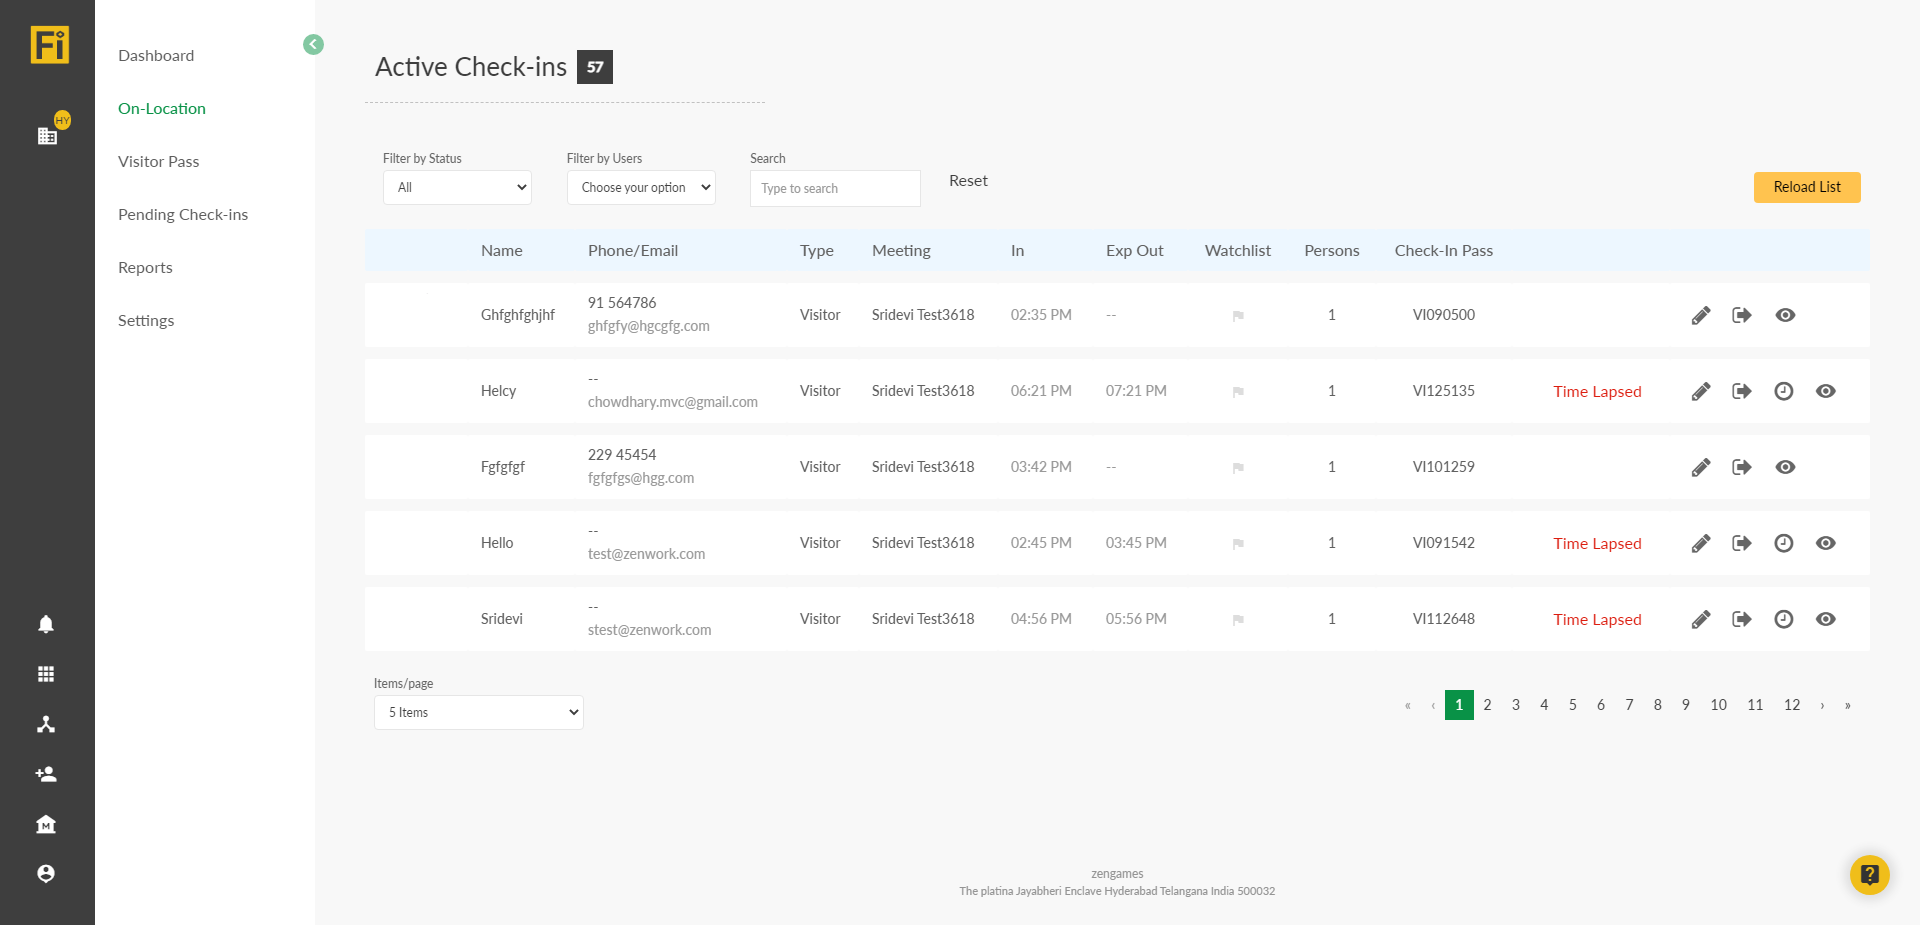 Fi
HY
Dashboard
On-Location
Visitor Pass
Pending Check-ins
Reports
Settings
Active Check-ins 57
Filter by Status Filter by Users Search
All Choose your option Type to search Reset Reload List
Name Phone/Email Type Meeting In Exp Out Watchlist Persons Check-In Pass
91 564786
Ghfghfghjhf Visitor Sridevi Test3618 02:35 PM -- 1 VI090500
ghfgfy@hgcgfg.com
--
Helcy Visitor Sridevi Test3618 06:21 PM 07:21 PM 1 VI125135 Time Lapsed
chowdhary.mvc@gmail.com
229 45454
Fgfgfgf Visitor Sridevi Test3618 03:42 PM -- 1 VI101259
fgfgfgs@hgg.com
--
Hello Visitor Sridevi Test3618 02:45 PM 03:45 PM 1 VI091542 Time Lapsed
test@zenwork.com
--
Sridevi Visitor Sridevi Test3618 04:56 PM 05:56 PM 1 VI112648 Time Lapsed
stest@zenwork.com
Items/page
5 Items
« ‹ 1 2 3 4 5 6 7 8 9 10 11 12 › »
M
zengames
The platina Jayabheri Enclave Hyderabad Telangana India 500032
?